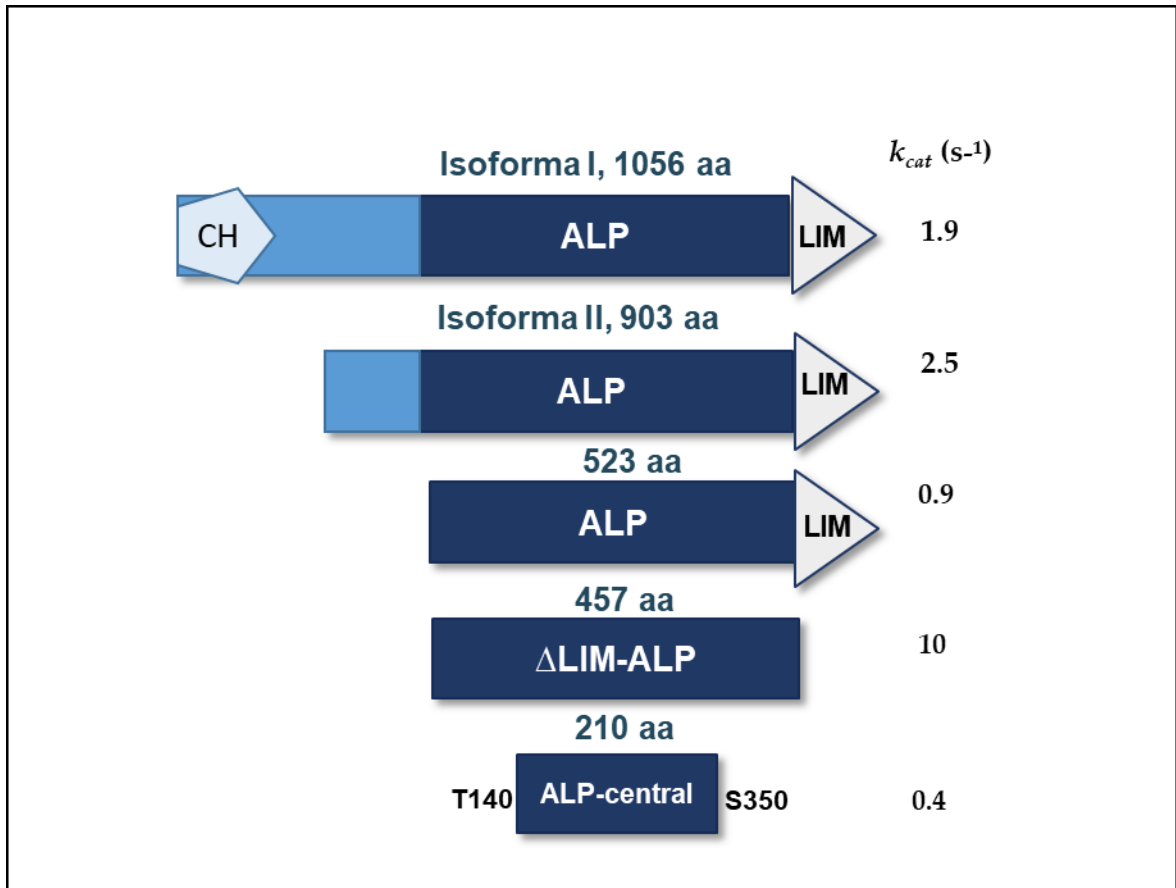 k_cat (s-¹)
Isoforma I, 1056 aa
CH
ALP
LIM
1.9
Isoforma II, 903 aa
ALP
LIM
2.5
523 aa
ALP
LIM
0.9
457 aa
ΔLIM-ALP
10
210 aa
T140
ALP-central
S350
0.4